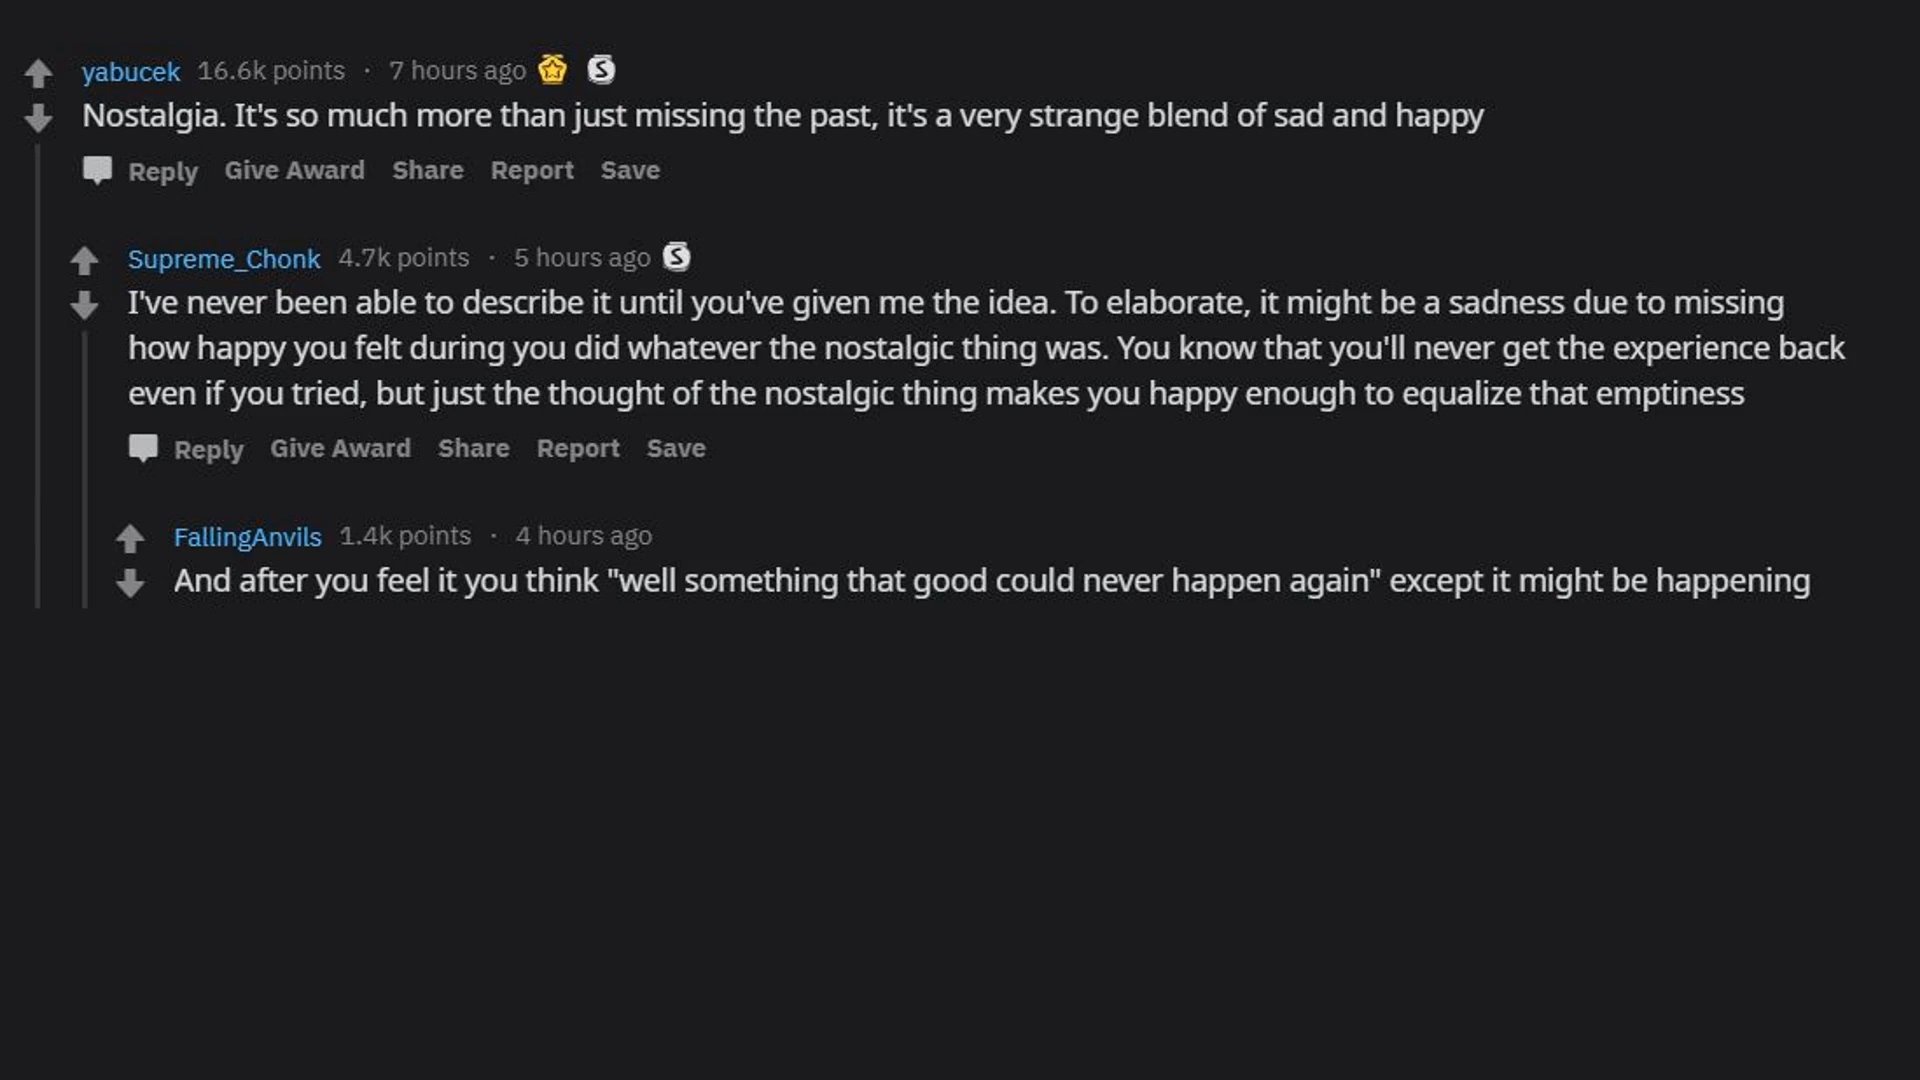 yabucek 16.6k points · 7 hours ago
Nostalgia. It's so much more than just missing the past, it's a very strange blend of sad and happy
Reply Give Award Share Report Save
Supreme_Chonk 4.7k points · 5 hours ago
I've never been able to describe it until you've given me the idea. To elaborate, it might be a sadness due to missing
how happy you felt during you did whatever the nostalgic thing was. You know that you'll never get the experience back
even if you tried, but just the thought of the nostalgic thing makes you happy enough to equalize that emptiness
Reply Give Award Share Report Save
FallingAnvils 1.4k points · 4 hours ago
And after you feel it you think "well something that good could never happen again" except it might be happening